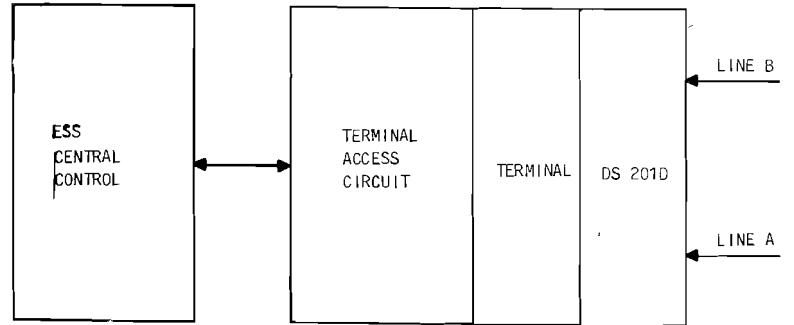 ESS
CENTRAL
CONTROL
TERMINAL
ACCESS
CIRCUIT
TERMINAL
DS 201D
LINE B
LINE A